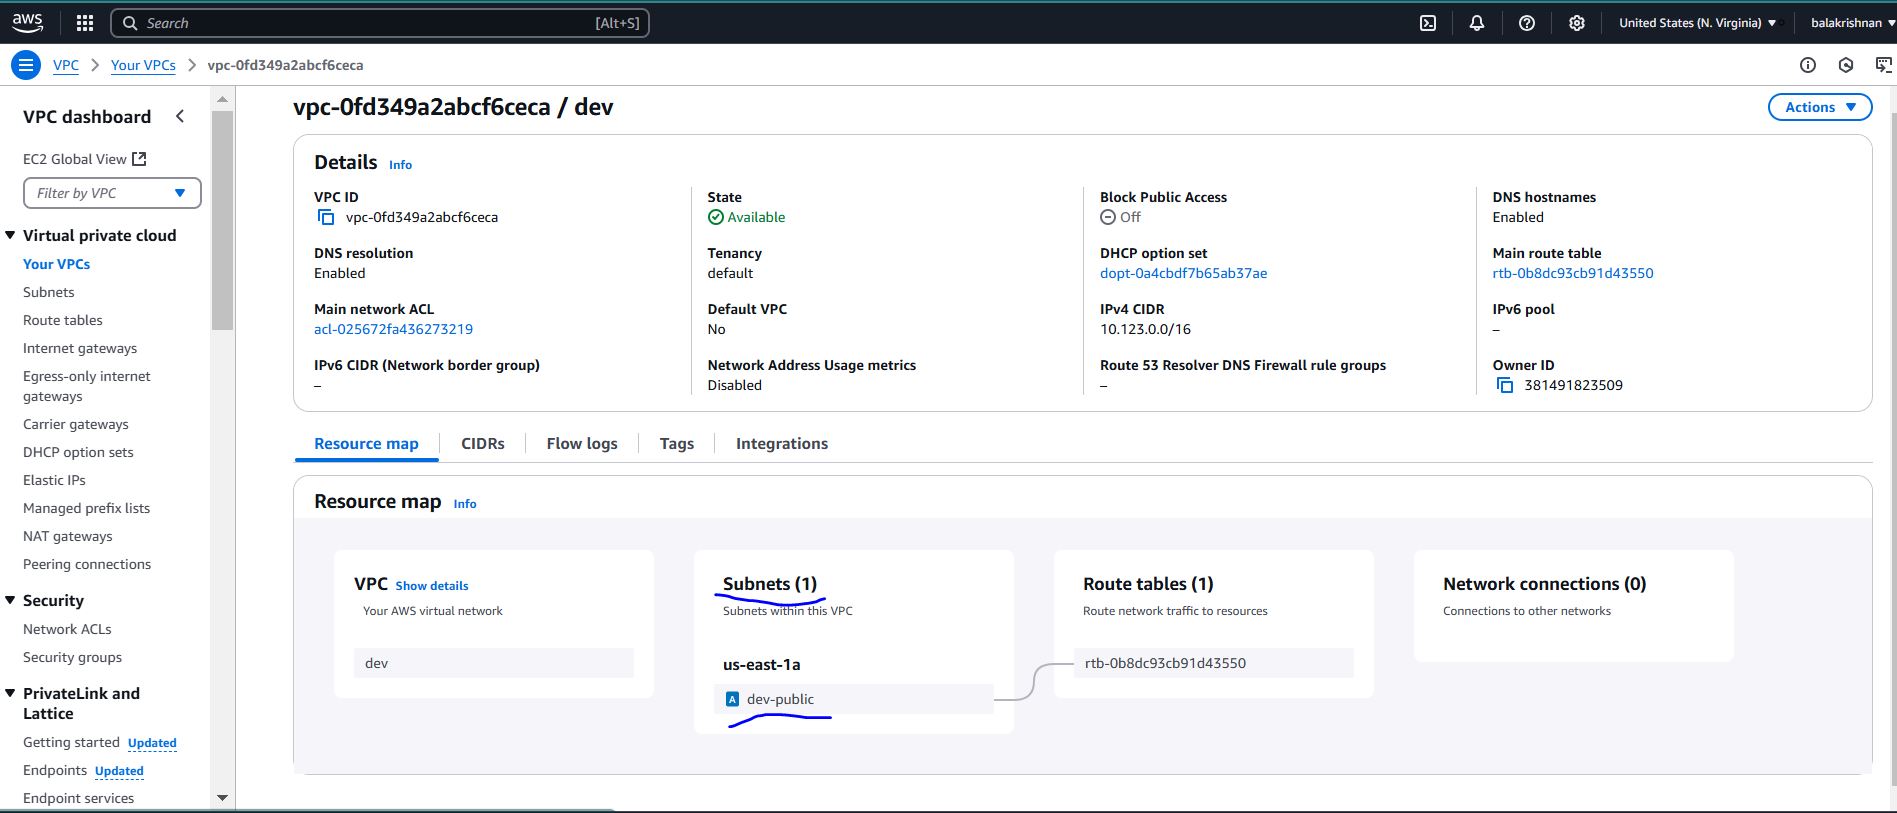 aws
Search [Alt+S]
United States (N. Virginia)
balakrishnan
VPC
Your VPCs
vpc-0fd349a2abcf6ceca
VPC dashboard
EC2 Global View
Filter by VPC
Virtual private cloud
Your VPCs
Subnets
Route tables
Internet gateways
Egress-only internet
gateways
Carrier gateways
DHCP option sets
Elastic IPs
Managed prefix lists
NAT gateways
Peering connections
Security
Network ACLs
Security groups
PrivateLink and
Lattice
Getting started Updated
Endpoints Updated
Endpoint services
vpc-0fd349a2abcf6ceca / dev
Actions
Details Info
VPC ID
vpc-0fd349a2abcf6ceca
State
Available
Block Public Access
Off
DNS hostnames
Enabled
DNS resolution
Enabled
Tenancy
default
DHCP option set
dopt-0a4cbdf7b65ab37ae
Main route table
rtb-0b8dc93cb91d43550
Main network ACL
acl-025672fa436273219
Default VPC
No
IPv4 CIDR
10.123.0.0/16
IPv6 pool
–
IPv6 CIDR (Network border group)
–
Network Address Usage metrics
Disabled
Route 53 Resolver DNS Firewall rule groups
–
Owner ID
381491823509
Resource map
CIDRs
Flow logs
Tags
Integrations
Resource map Info
VPC Show details
Your AWS virtual network
dev
Subnets (1)
Subnets within this VPC
us-east-1a
A dev-public
Route tables (1)
Route network traffic to resources
rtb-0b8dc93cb91d43550
Network connections (0)
Connections to other networks